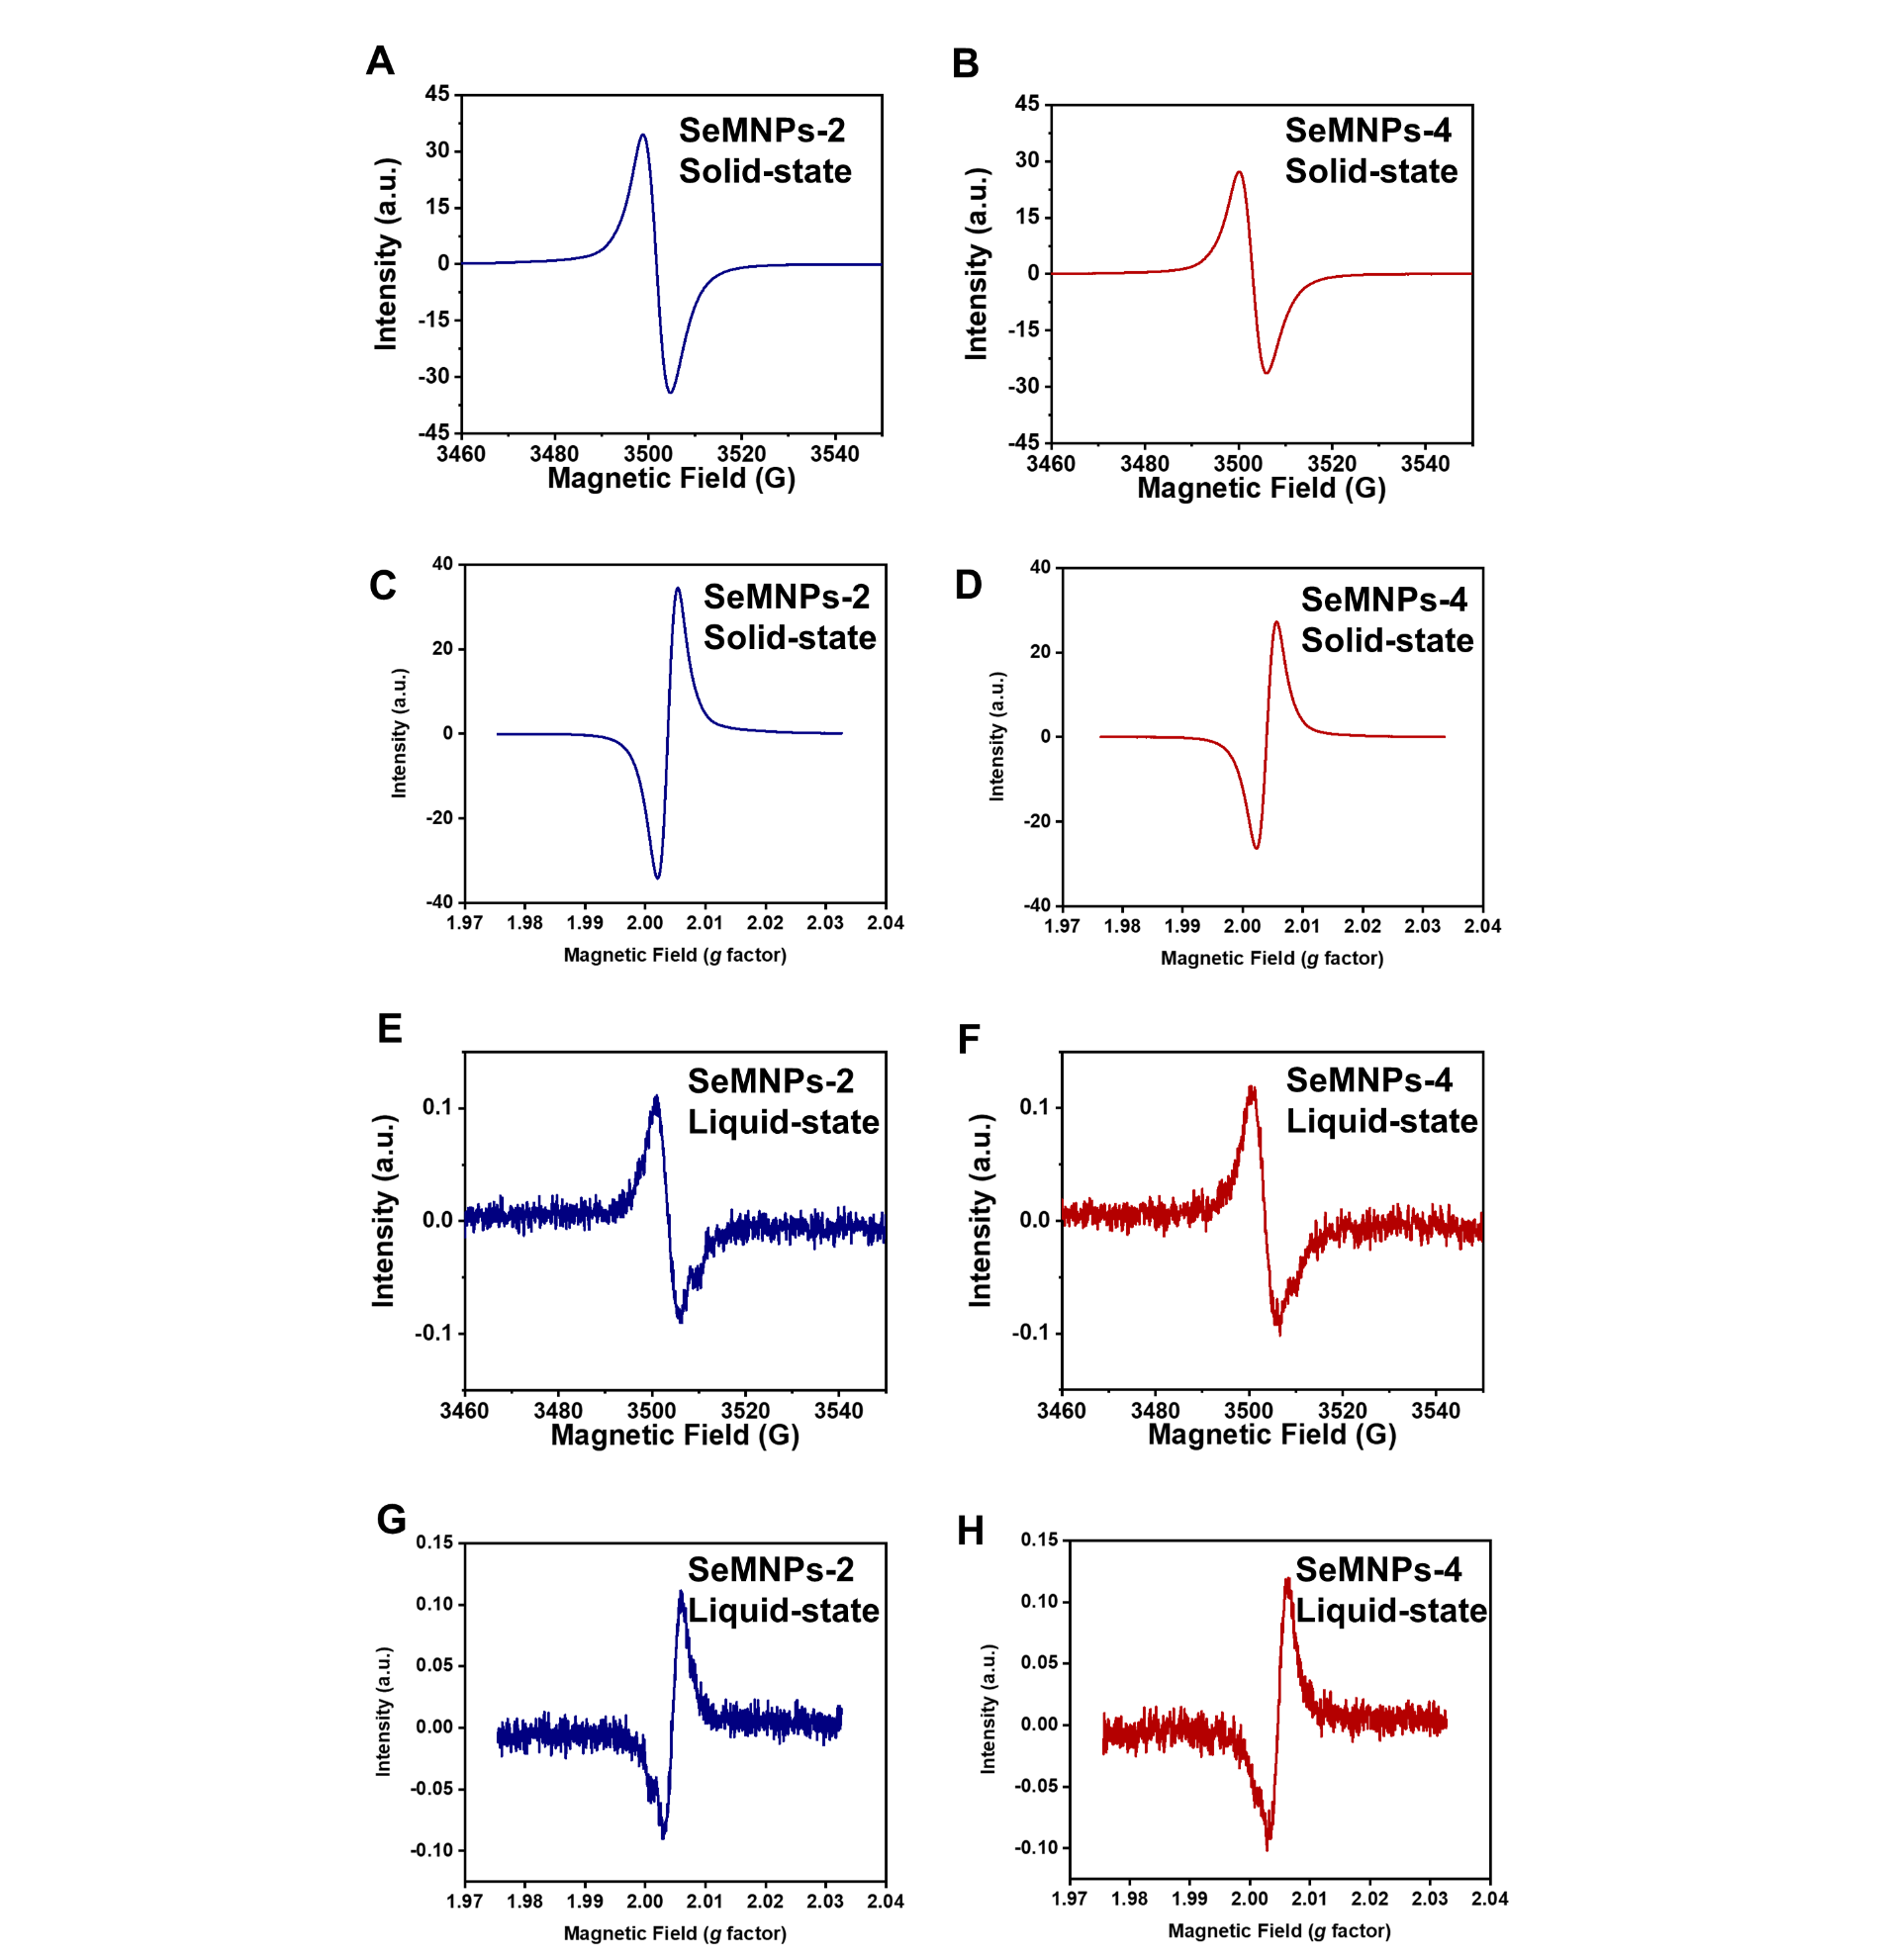 A
45
30
15
0
-15
-30
-45
3460 3480 3500 3520 3540
Intensity (a.u.)
Magnetic Field (G)
SeMNPs-2
Solid-state
B
45
30
15
0
-15
-30
-45
3460 3480 3500 3520 3540
Intensity (a.u.)
Magnetic Field (G)
SeMNPs-4
Solid-state
C
40
20
0
-20
-40
1.97 1.98 1.99 2.00 2.01 2.02 2.03 2.04
Intensity (a.u.)
Magnetic Field (g factor)
SeMNPs-2
Solid-state
D
40
20
0
-20
-40
1.97 1.98 1.99 2.00 2.01 2.02 2.03 2.04
Intensity (a.u.)
Magnetic Field (g factor)
SeMNPs-4
Solid-state
E
0.1
0.0
-0.1
3460 3480 3500 3520 3540
Intensity (a.u.)
Magnetic Field (G)
SeMNPs-2
Liquid-state
F
0.1
0.0
-0.1
3460 3480 3500 3520 3540
Intensity (a.u.)
Magnetic Field (G)
SeMNPs-4
Liquid-state
G
0.15
0.10
0.05
0.00
-0.05
-0.10
1.97 1.98 1.99 2.00 2.01 2.02 2.03 2.04
Intensity (a.u.)
Magnetic Field (g factor)
SeMNPs-2
Liquid-state
H
0.15
0.10
0.05
0.00
-0.05
-0.10
1.97 1.98 1.99 2.00 2.01 2.02 2.03 2.04
Intensity (a.u.)
Magnetic Field (g factor)
SeMNPs-4
Liquid-state